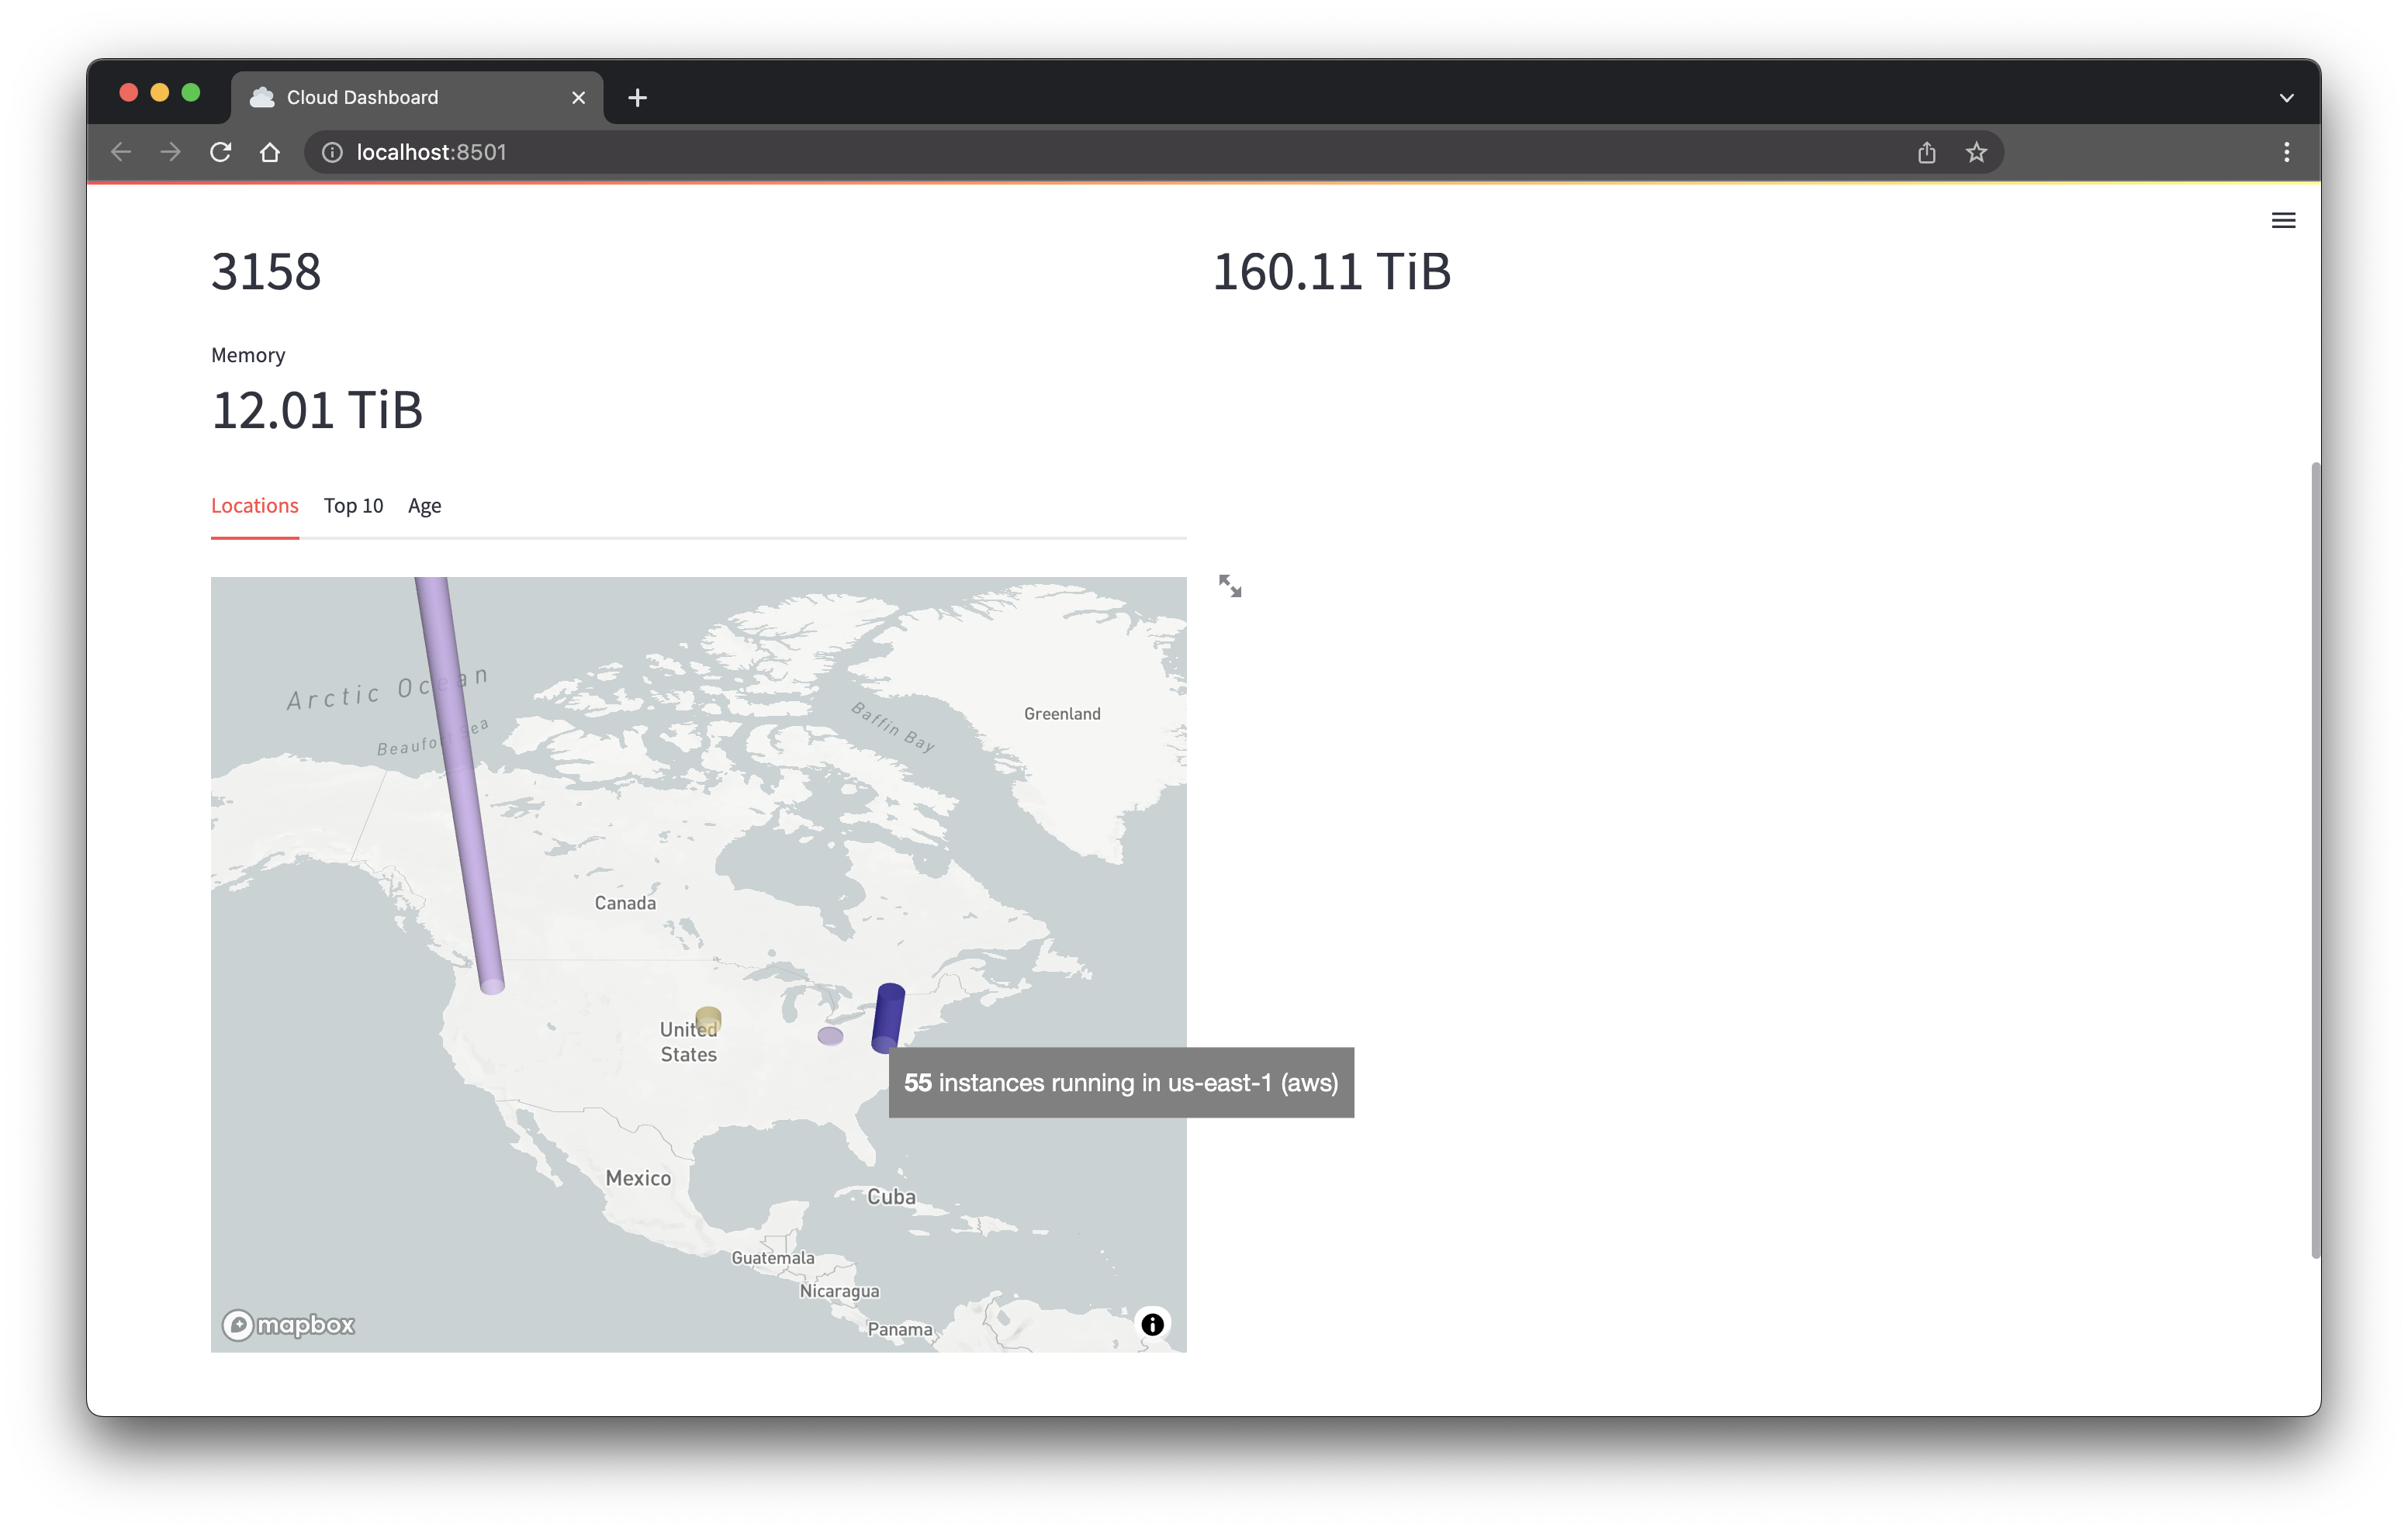 Cloud Dashboard
localhost:8501
3158
160.11 TiB
Memory
12.01 TiB
Locations Top 10 Age
Arctic Ocean
Beaufort Sea
Baffin Bay
Greenland
Canada
United
States
55 instances running in us-east-1 (aws)
Mexico
Cuba
Guatemala
Nicaragua
Panama
mapbox